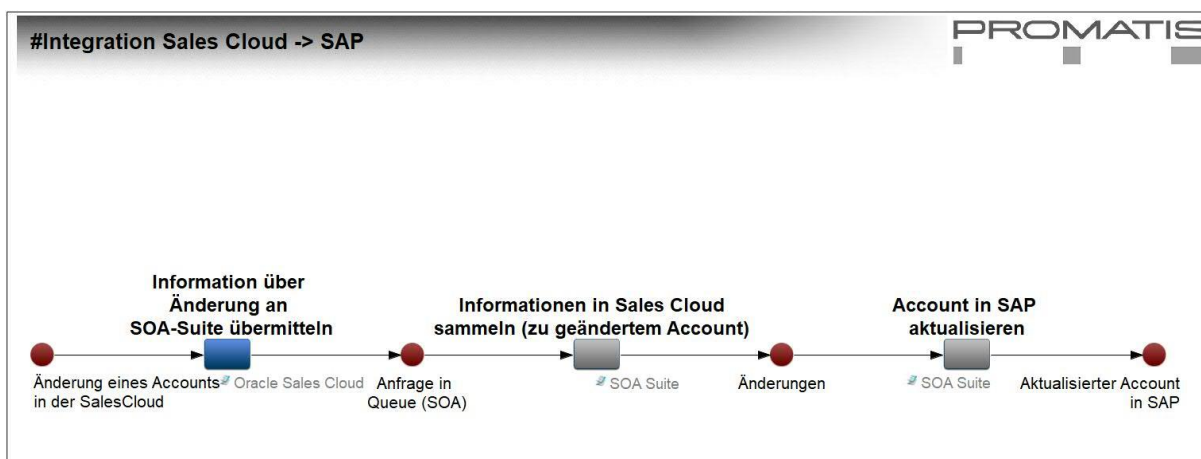 #Integration Sales Cloud -> SAP
PROMATIS
Information über
Änderung an
SOA-Suite übermitteln
Informationen in Sales Cloud
sammeln (zu geändertem Account)
Account in SAP
aktualisieren
Änderung eines Accounts
in der SalesCloud
Oracle Sales Cloud
Anfrage in
Queue (SOA)
SOA Suite
Änderungen
SOA Suite
Aktualisierter Account
in SAP